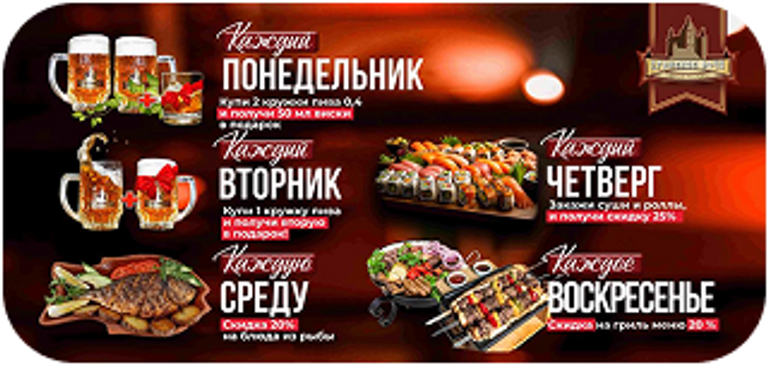 Каждый
ПОНЕДЕЛЬНИК
Купи 2 кружки пива 0,4
и получи 50 мл виски
в подарок
Каждый
ВТОРНИК
Купи 1 кружку пива
и получи вторую
в подарок!
Каждую
СРЕДУ
Скидка 20%
на блюда из рыбы
Каждый
ЧЕТВЕРГ
Закажи суши и роллы,
и получи скидку 25%
Каждое
ВОСКРЕСЕНЬЕ
Скидка на гриль меню 20 %